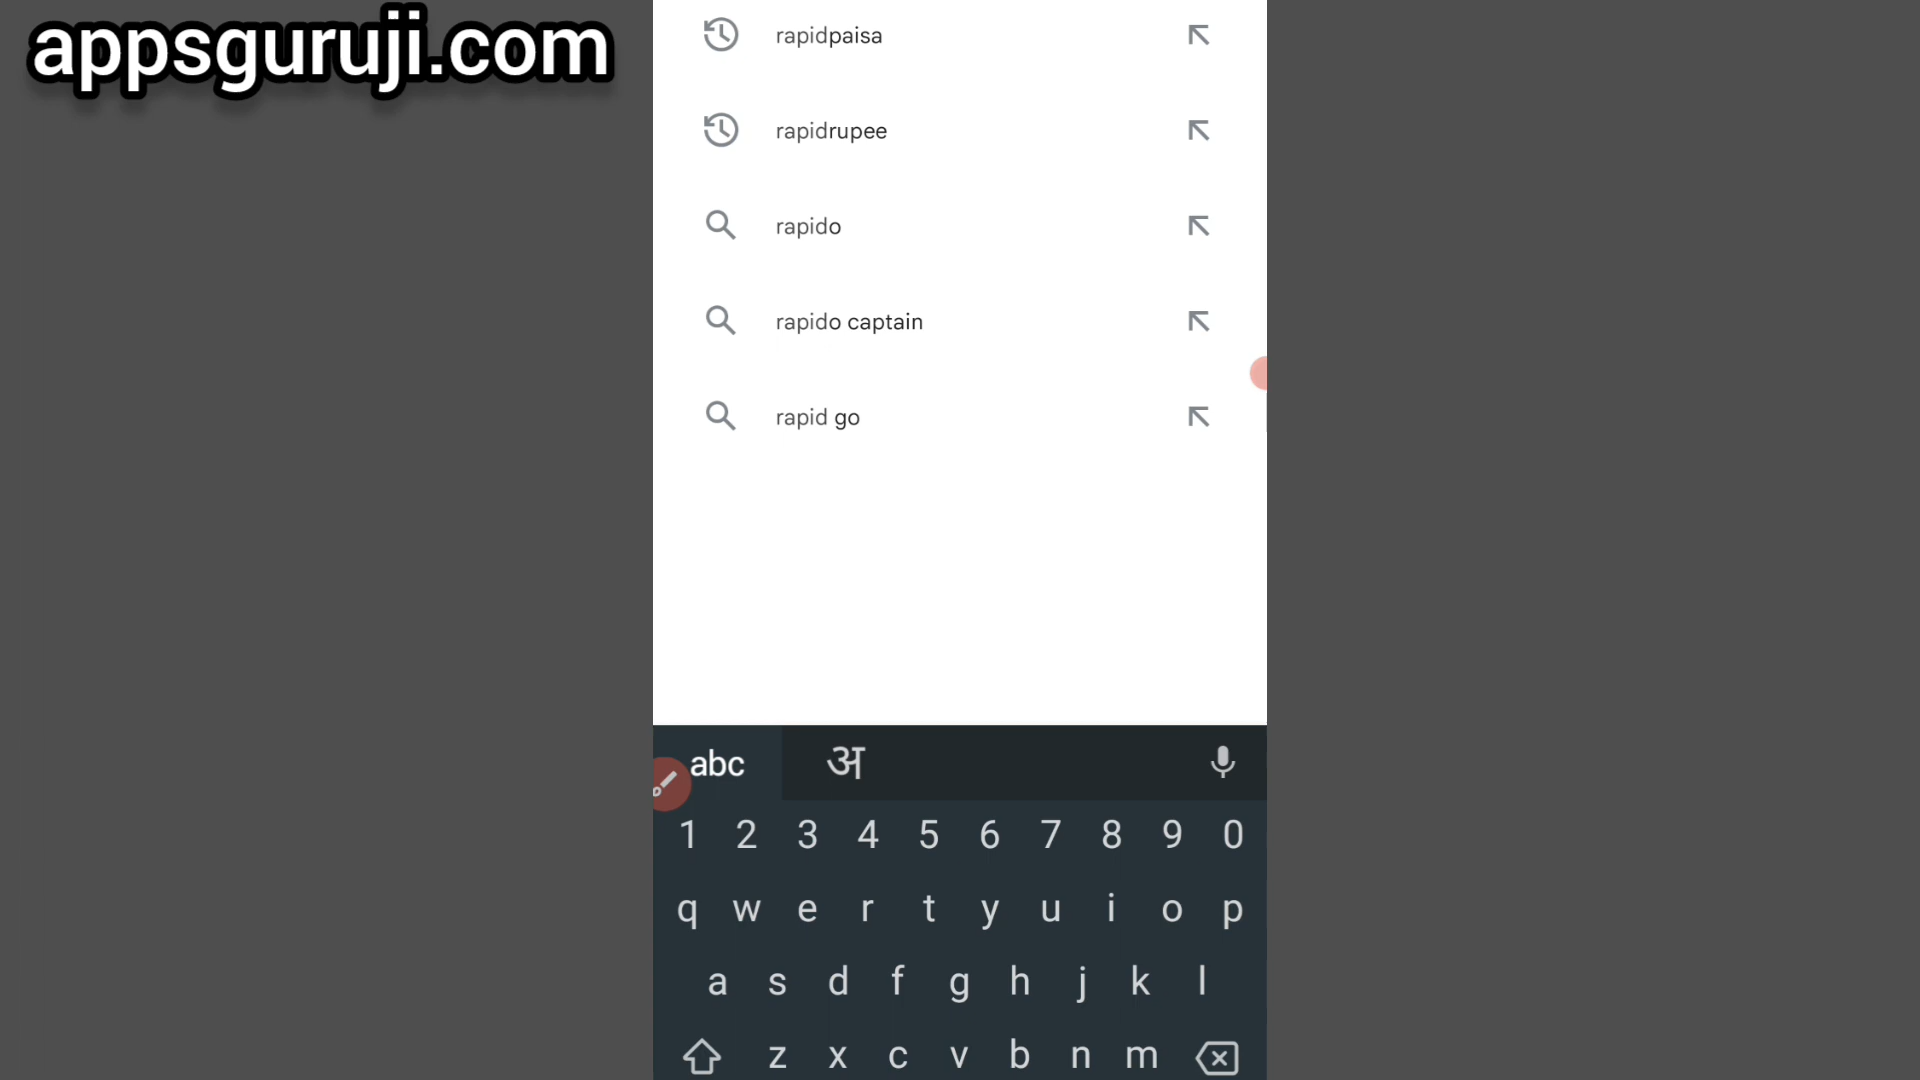 appsguruji.com
rapidpaisa
rapidrupee
rapido
rapido captain
rapid go
abc अ
1 2 3 4 5 6 7 8 9 0
q w e r t y u i o p
a s d f g h j k l
z x c v b n m